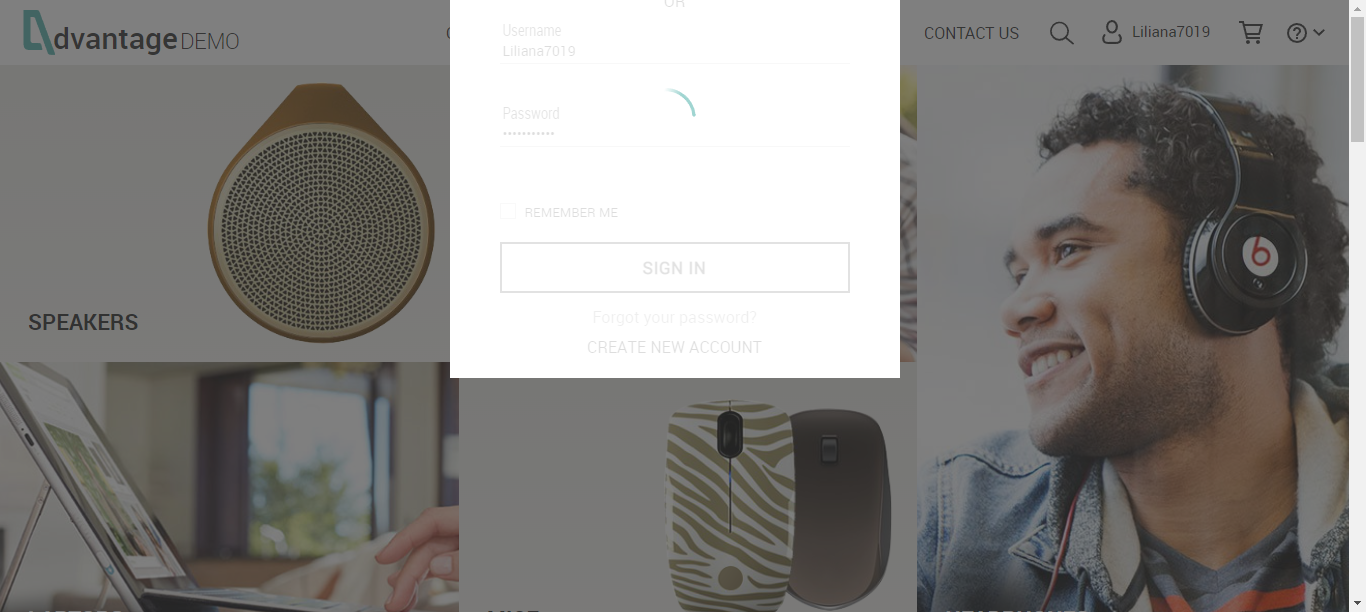 dvantage DEMO
CONTACT US
Liliana7019
OR
Username
Liliana7019
Password
•••••••••••
REMEMBER ME
SIGN IN
Forgot your password?
CREATE NEW ACCOUNT
SPEAKERS